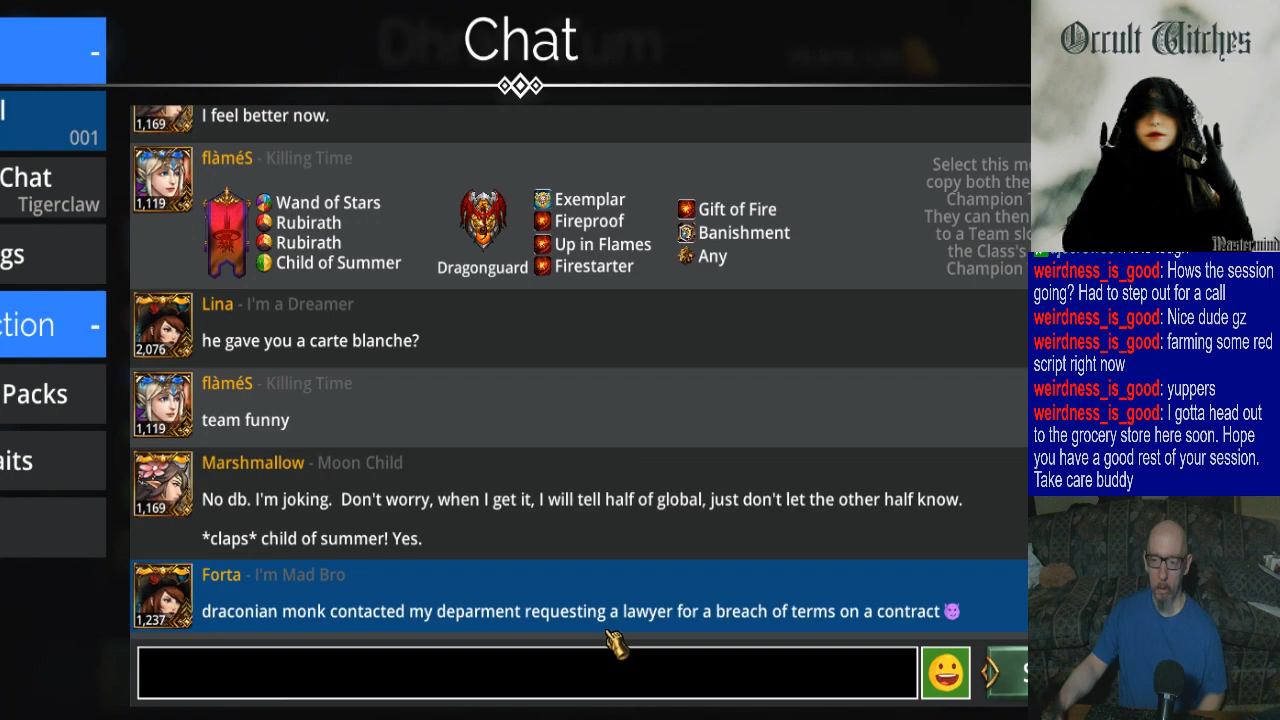 Chat
-
l
001
Chat
Tigerclaw
gs
ction -
Packs
aits
1,169
I feel better now.
flàméS - Killing Time
1,119
Wand of Stars
Rubirath
Rubirath
Child of Summer
Dragonguard
Exemplar
Fireproof
Up in Flames
Firestarter
Gift of Fire
Banishment
Any
Select this me
copy both the
Champion T
They can then
to a Team slo
the Class's
Champion
Lina - I'm a Dreamer
2,076
he gave you a carte blanche?
flàméS - Killing Time
1,119
team funny
Marshmallow - Moon Child
1,169
No db. I'm joking. Don't worry, when I get it, I will tell half of global, just don't let the other half know.
*claps* child of summer! Yes.
Forta - I'm Mad Bro
1,237
draconian monk contacted my deparment requesting a lawyer for a breach of terms on a contract 😈
S
Occult Witches
Mastermind
weirdness_is_good: Hows the session
going? Had to step out for a call
weirdness_is_good: Nice dude gz
weirdness_is_good: farming some red
script right now
weirdness_is_good: yuppers
weirdness_is_good: I gotta head out
to the grocery store here soon. Hope
you have a good rest of your session.
Take care buddy